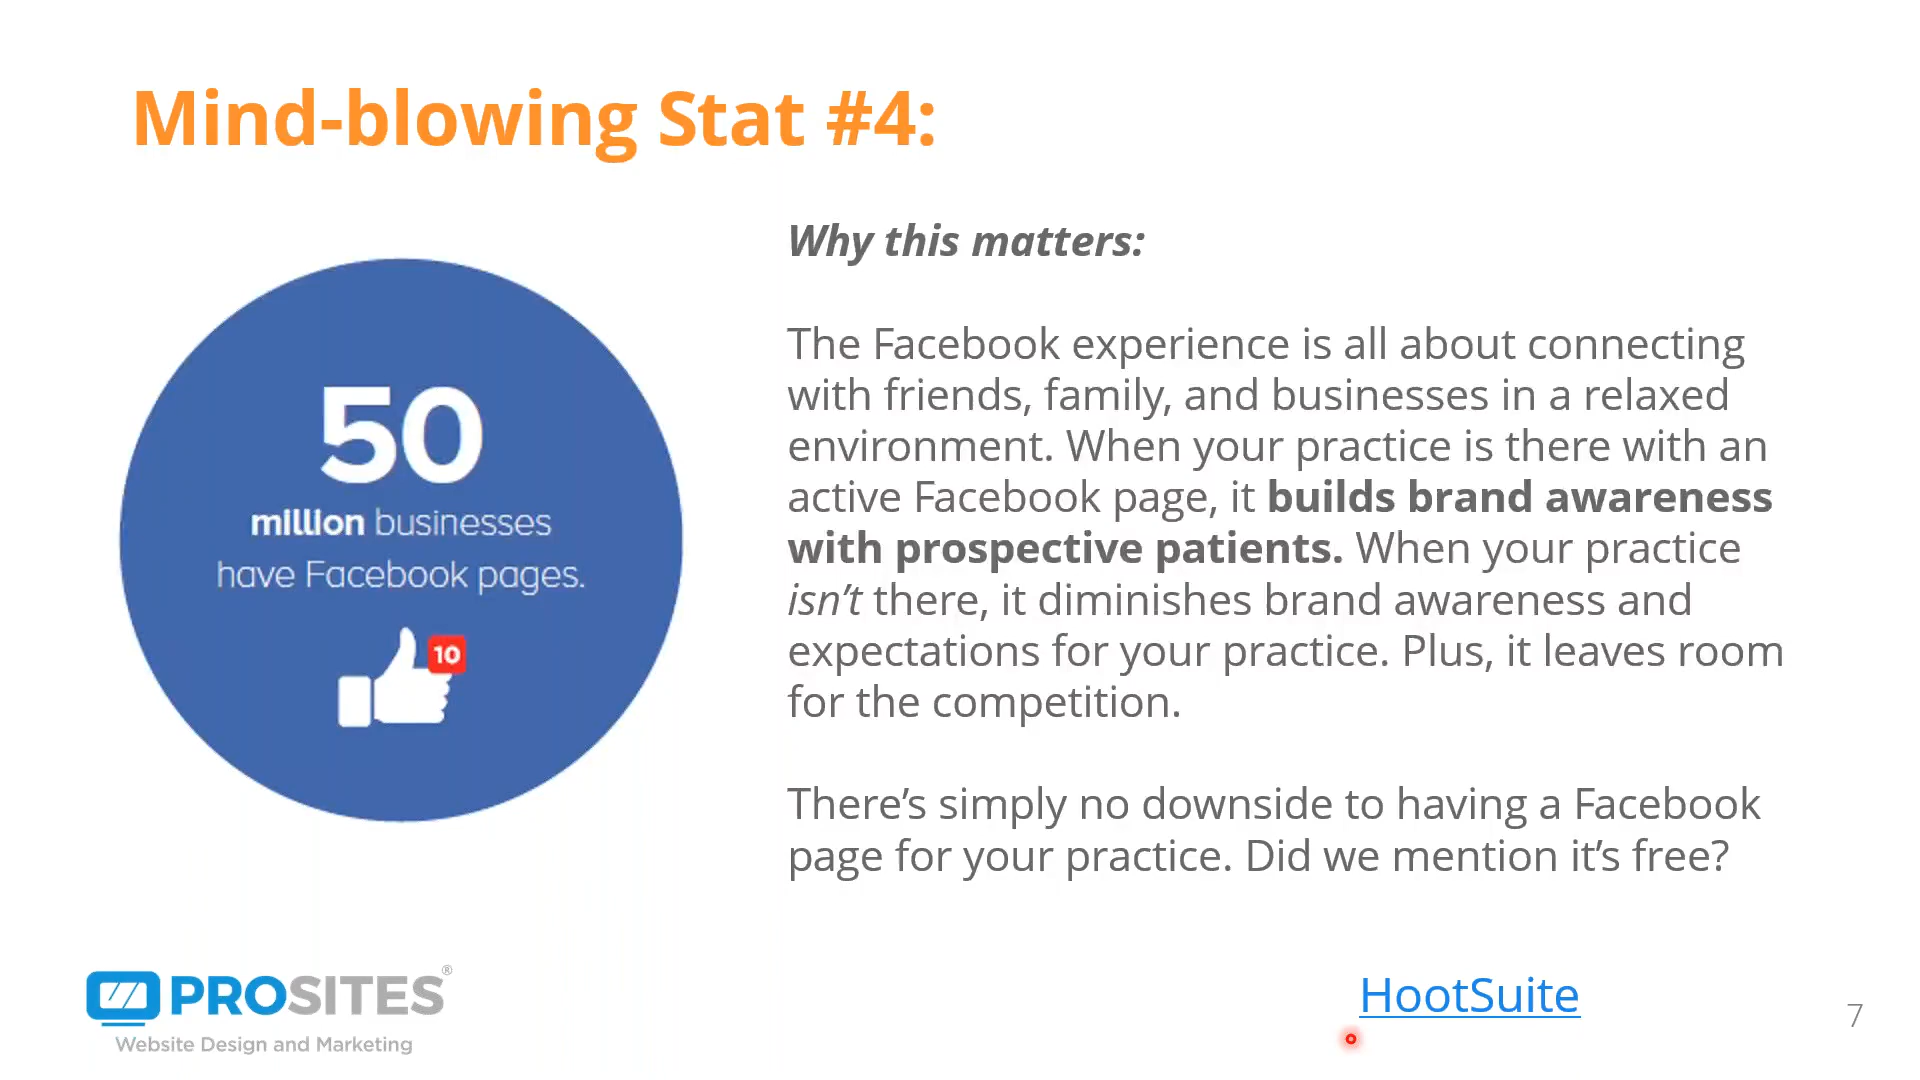 Mind-blowing Stat #4:
50
million businesses
have Facebook pages.
10
Why this matters:
The Facebook experience is all about connecting
with friends, family, and businesses in a relaxed
environment. When your practice is there with an
active Facebook page, it builds brand awareness
with prospective patients. When your practice
isn’t there, it diminishes brand awareness and
expectations for your practice. Plus, it leaves room
for the competition.
There’s simply no downside to having a Facebook
page for your practice. Did we mention it’s free?
PROSITES®
Website Design and Marketing
HootSuite
7